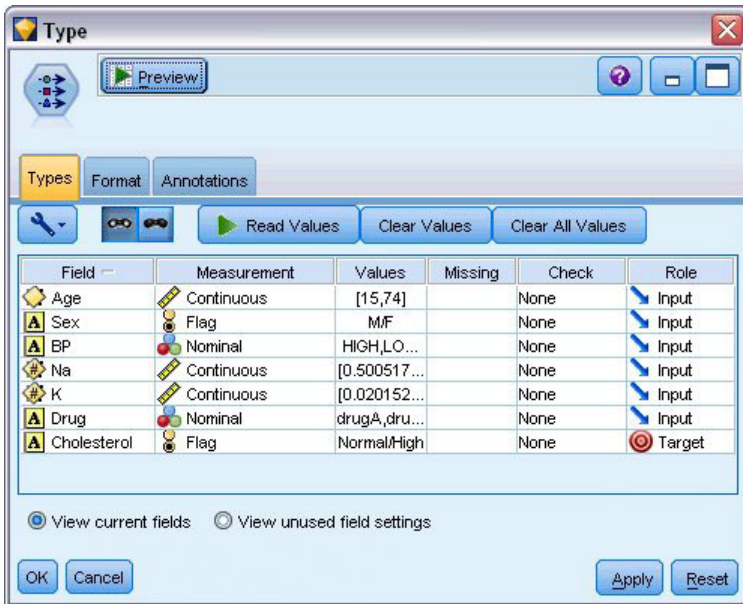 Type
Preview
?
Types Format Annotations
Read Values Clear Values Clear All Values
Field Measurement Values Missing Check Role
Age Continuous [15,74] None Input
A Sex Flag M/F None Input
A BP Nominal HIGH,LO... None Input
# Na Continuous [0.500517... None Input
# K Continuous [0.020152... None Input
A Drug Nominal drugA,dru... None Input
A Cholesterol Flag Normal/High None Target
View current fields View unused field settings
OK Cancel Apply Reset